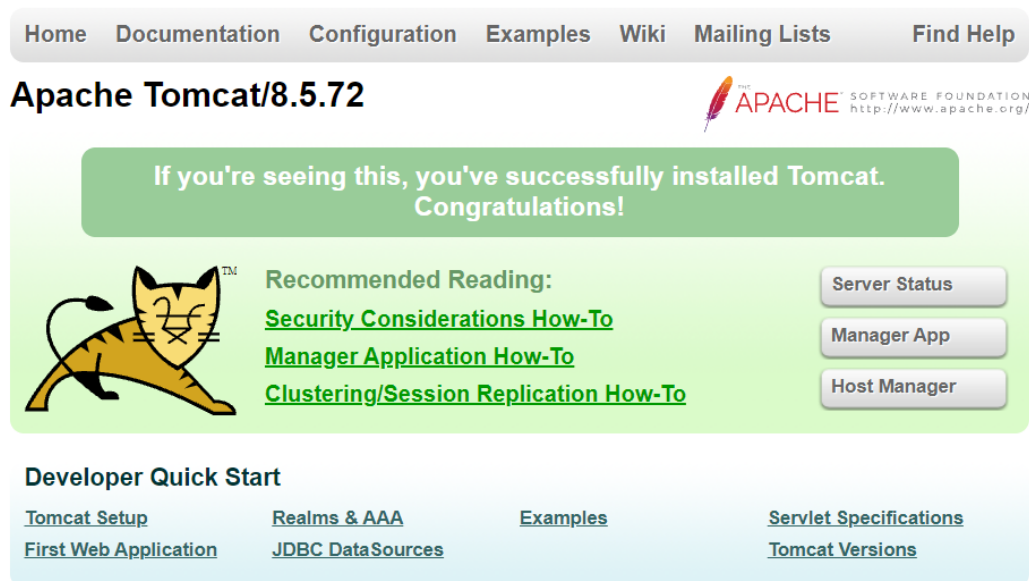 Home Documentation Configuration Examples Wiki Mailing Lists Find Help
Apache Tomcat/8.5.72
THE
APACHE™ SOFTWARE FOUNDATION
http://www.apache.org/
If you're seeing this, you've successfully installed Tomcat.
Congratulations!
TM
Recommended Reading:
Security Considerations How-To
Manager Application How-To
Clustering/Session Replication How-To
Server Status
Manager App
Host Manager
Developer Quick Start
Tomcat Setup Realms & AAA Examples Servlet Specifications
First Web Application JDBC DataSources Tomcat Versions